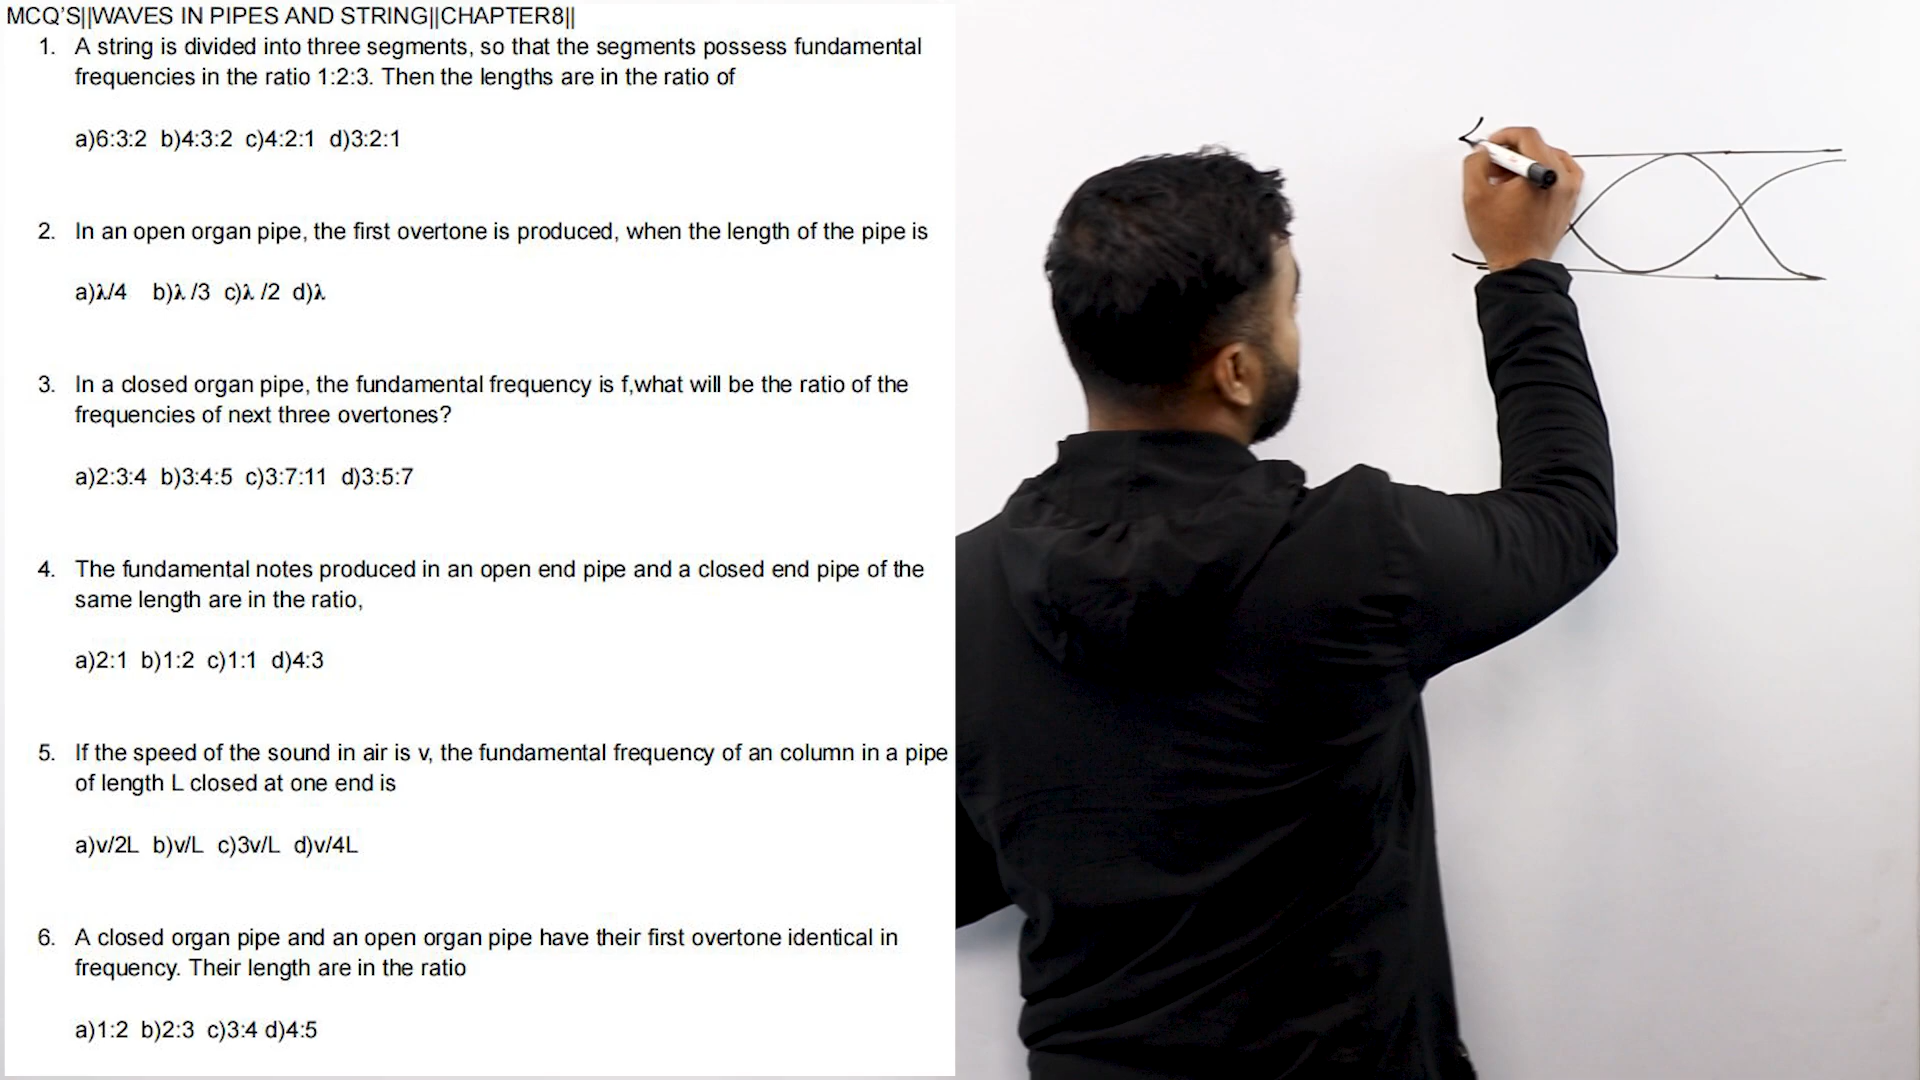 MCQ’S||WAVES IN PIPES AND STRING||CHAPTER8||
1. A string is divided into three segments, so that the segments possess fundamental
frequencies in the ratio 1:2:3. Then the lengths are in the ratio of
a)6:3:2 b)4:3:2 c)4:2:1 d)3:2:1
2. In an open organ pipe, the first overtone is produced, when the length of the pipe is
a)λ/4 b)λ /3 c)λ /2 d)λ
3. In a closed organ pipe, the fundamental frequency is f,what will be the ratio of the
frequencies of next three overtones?
a)2:3:4 b)3:4:5 c)3:7:11 d)3:5:7
4. The fundamental notes produced in an open end pipe and a closed end pipe of the
same length are in the ratio,
a)2:1 b)1:2 c)1:1 d)4:3
5. If the speed of the sound in air is v, the fundamental frequency of an column in a pipe
of length L closed at one end is
a)v/2L b)v/L c)3v/L d)v/4L
6. A closed organ pipe and an open organ pipe have their first overtone identical in
frequency. Their length are in the ratio
a)1:2 b)2:3 c)3:4 d)4:5